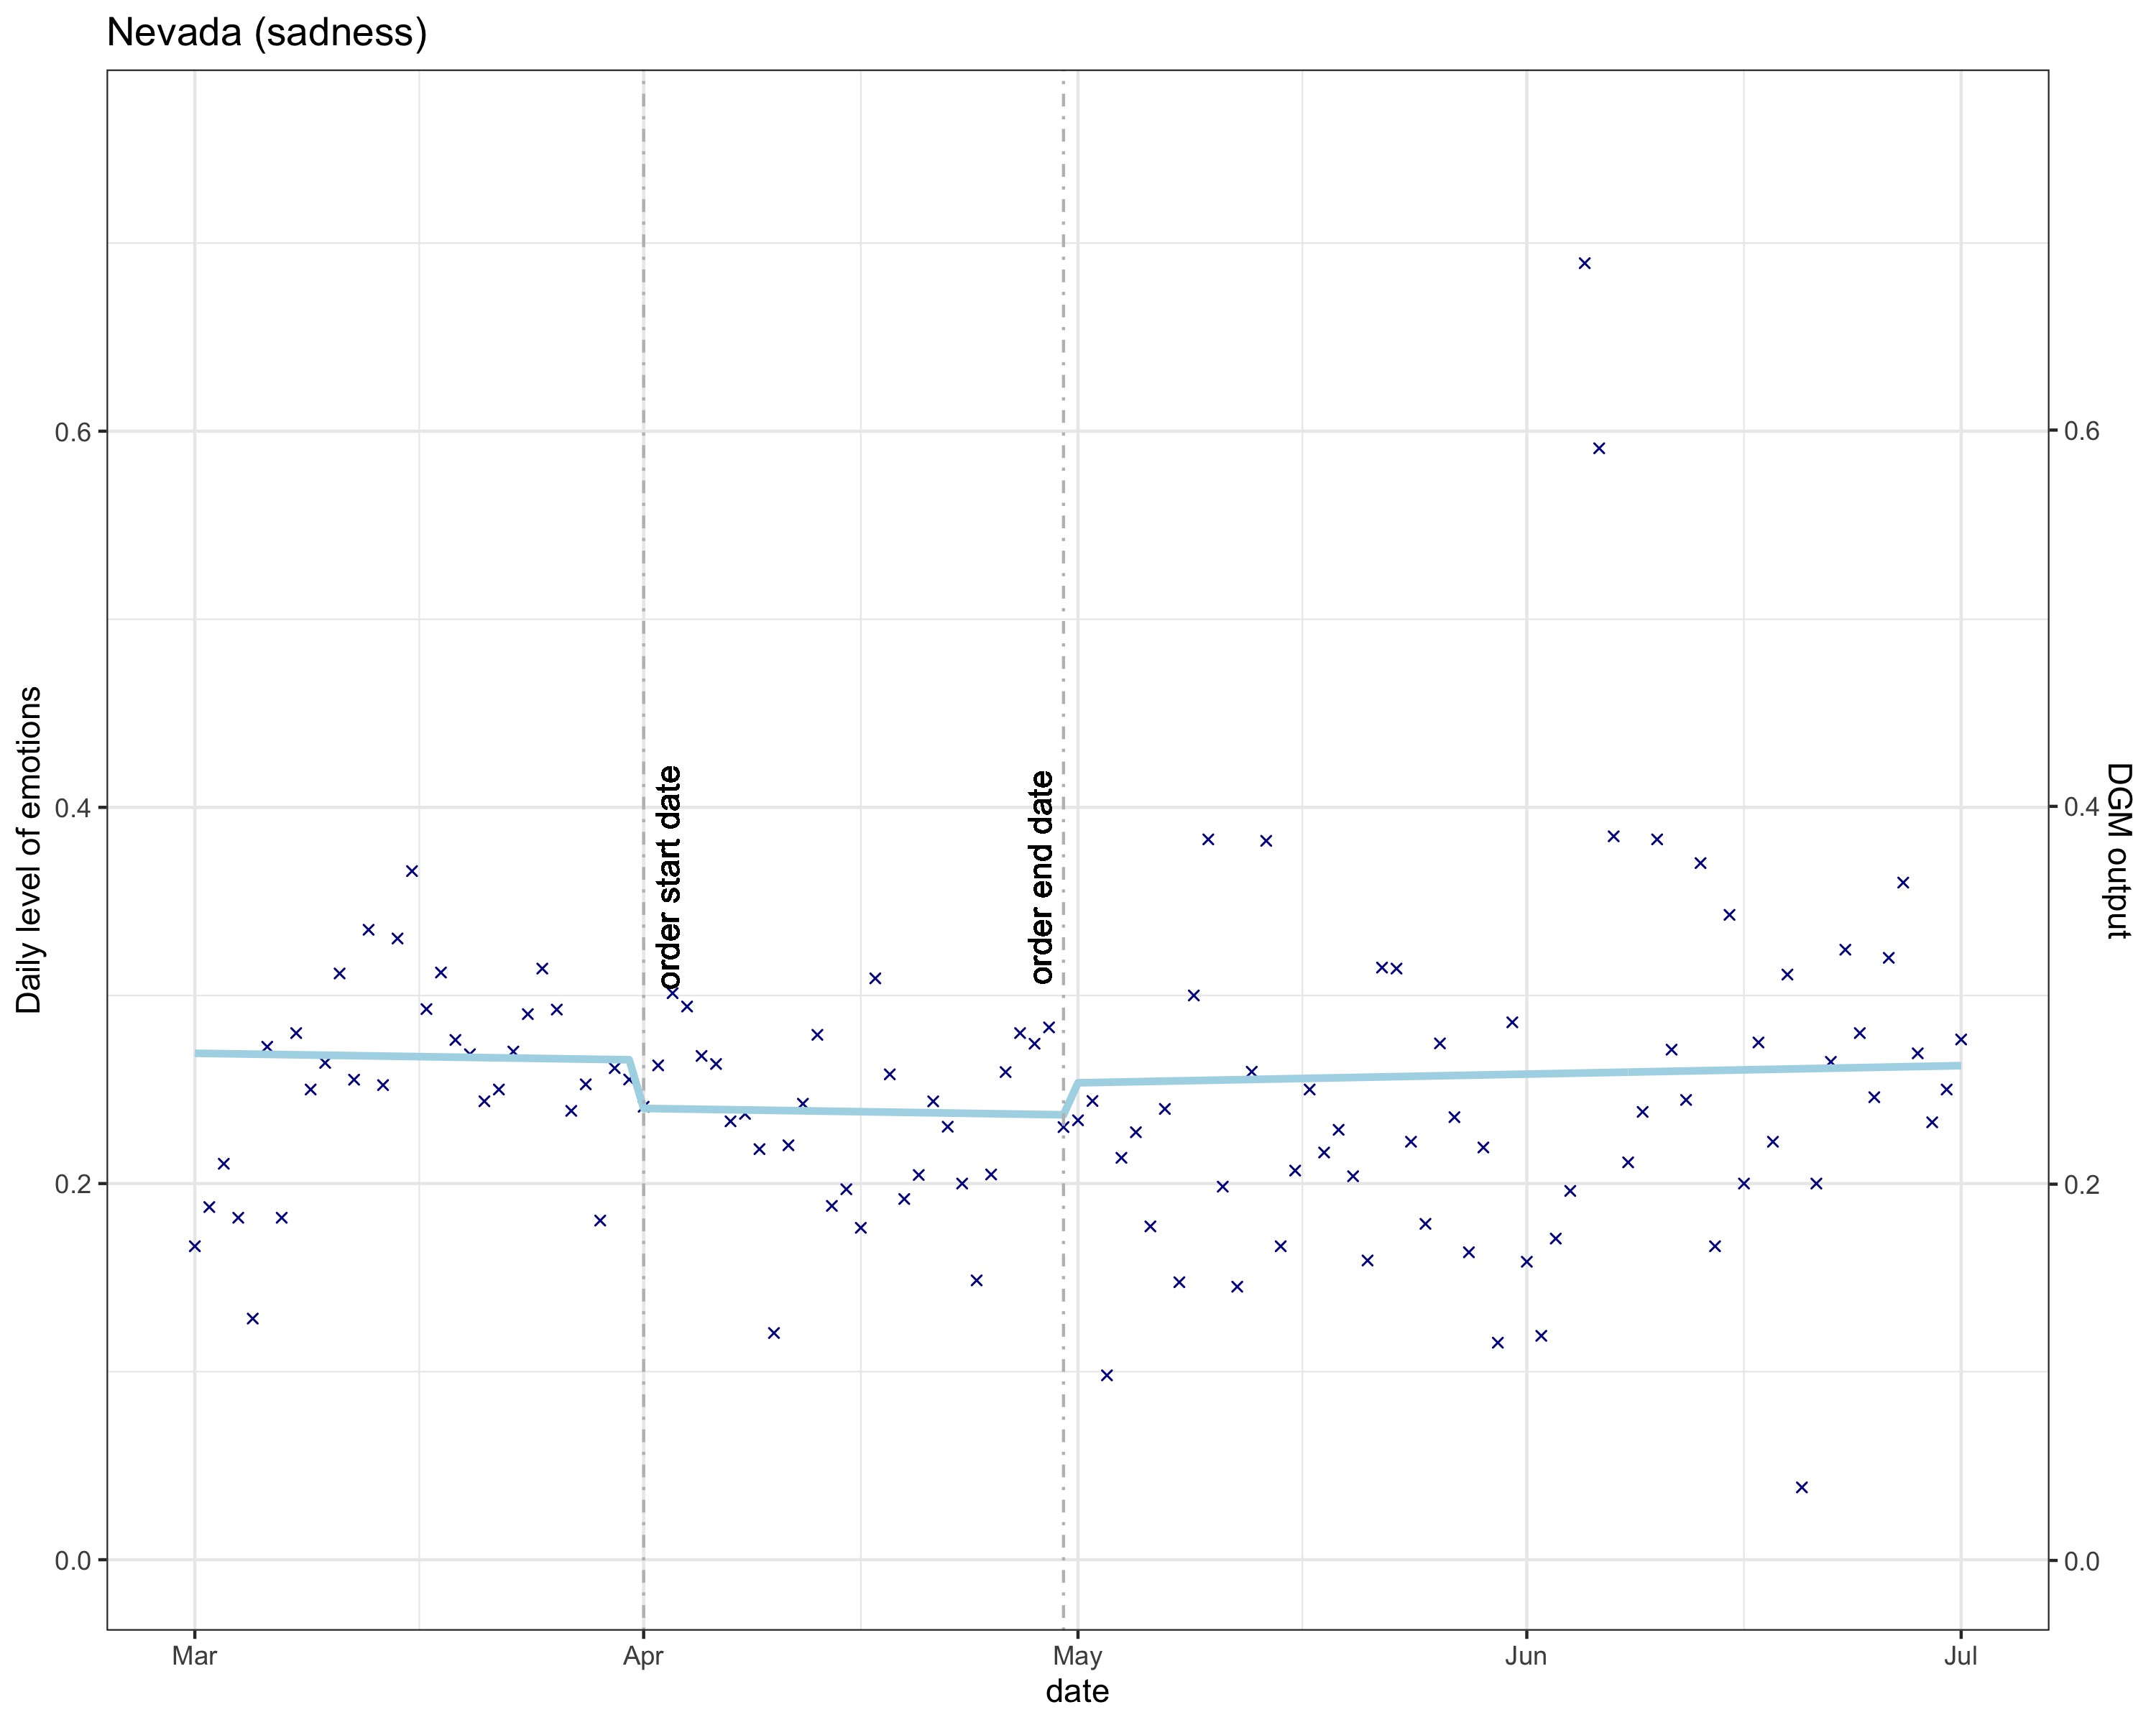 Nevada (sadness)
Daily level of emotions
0.6
0.4
0.2
0.0
order start date
order end date
0.6
0.4
0.2
0.0
DGM output
Mar
Apr
May
Jun
Jul
date